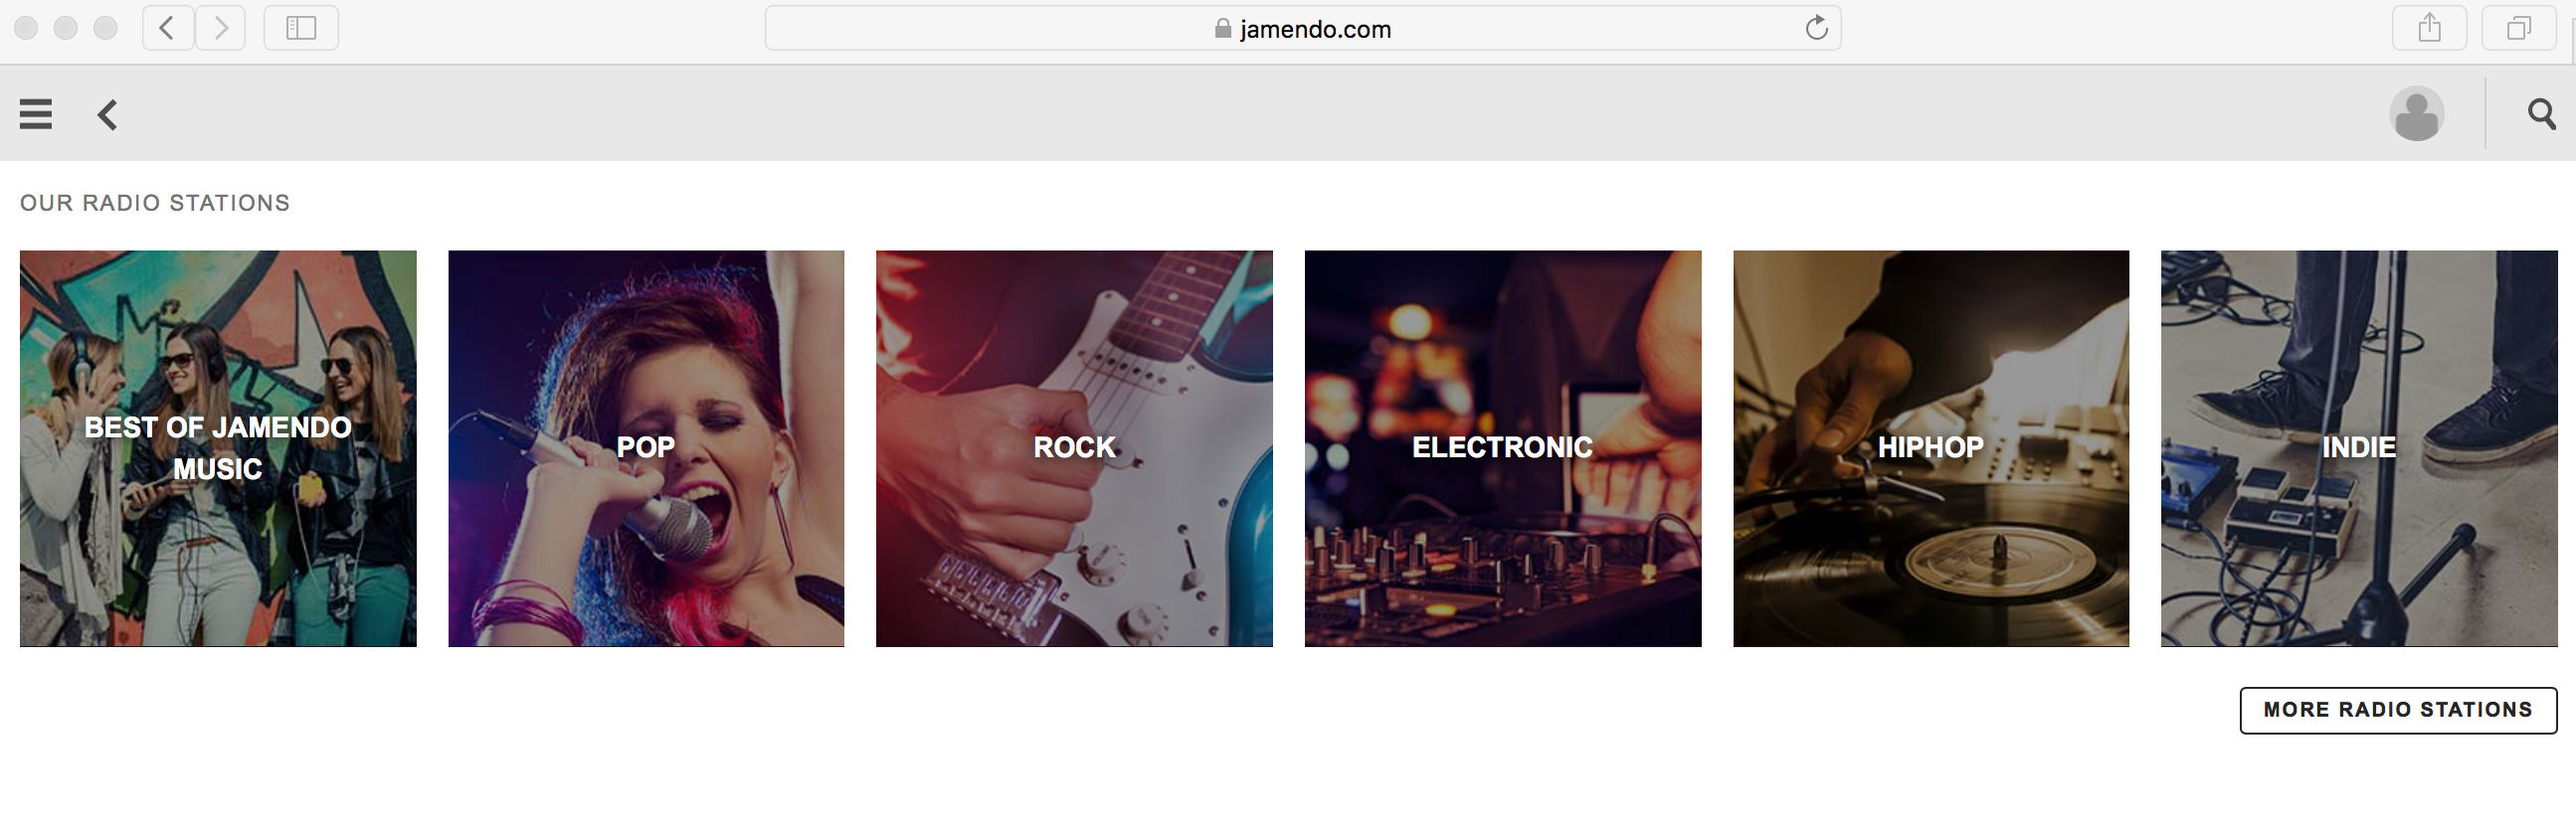 jamendo.com
OUR RADIO STATIONS
BEST OF JAMENDO
MUSIC
POP
ROCK
ELECTRONIC
HIPHOP
INDIE
MORE RADIO STATIONS